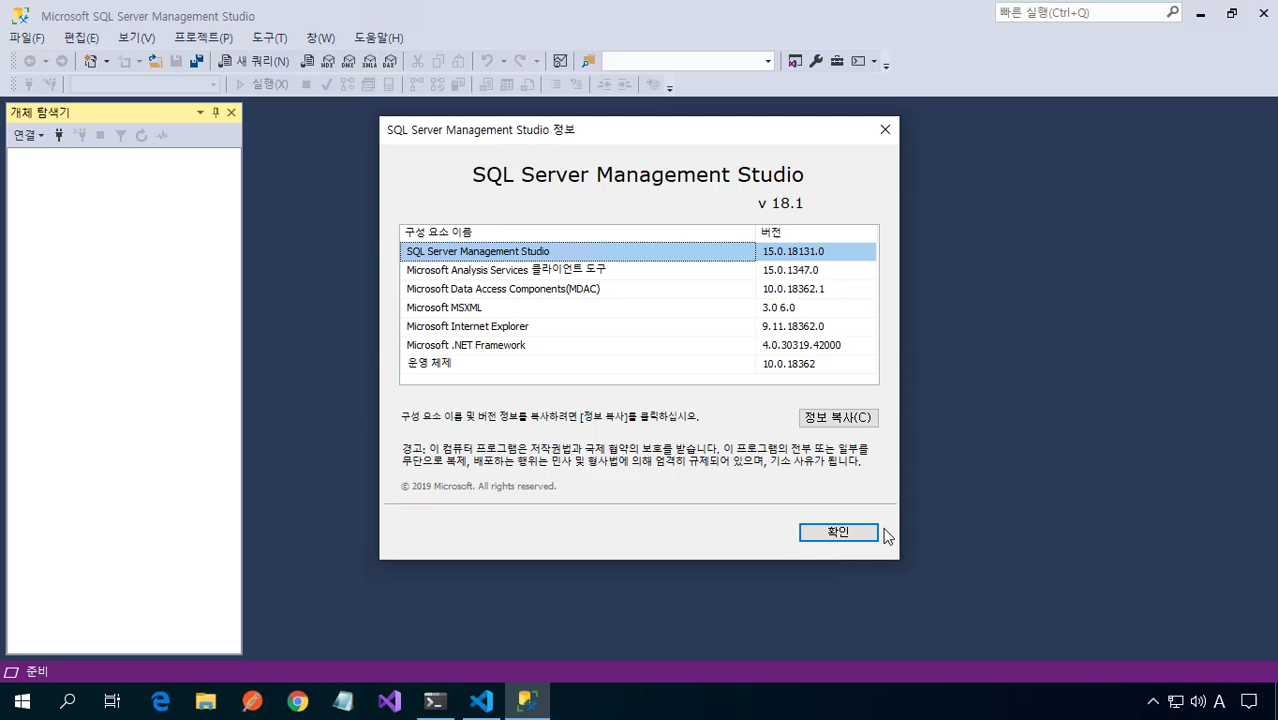 Microsoft SQL Server Management Studio
빠른 실행(Ctrl+Q)
파일(F) 편집(E) 보기(V) 프로젝트(P) 도구(T) 창(W) 도움말(H)
새 쿼리(N) MDX DMX XMLA DAX
실행(X)
개체 탐색기
연결
SQL Server Management Studio 정보
SQL Server Management Studio
v 18.1
구성 요소 이름 버전
SQL Server Management Studio 15.0.18131.0
Microsoft Analysis Services 클라이언트 도구 15.0.1347.0
Microsoft Data Access Components(MDAC) 10.0.18362.1
Microsoft MSXML 3.0 6.0
Microsoft Internet Explorer 9.11.18362.0
Microsoft .NET Framework 4.0.30319.42000
운영 체제 10.0.18362
구성 요소 이름 및 버전 정보를 복사하려면 [정보 복사]를 클릭하십시오.
정보 복사(C)
경고: 이 컴퓨터 프로그램은 저작권법과 국제 협약의 보호를 받습니다. 이 프로그램의 전부 또는 일부를
무단으로 복제, 배포하는 행위는 민사 및 형사법에 의해 엄격히 규제되어 있으며, 기소 사유가 됩니다.
© 2019 Microsoft. All rights reserved.
확인
준비
A